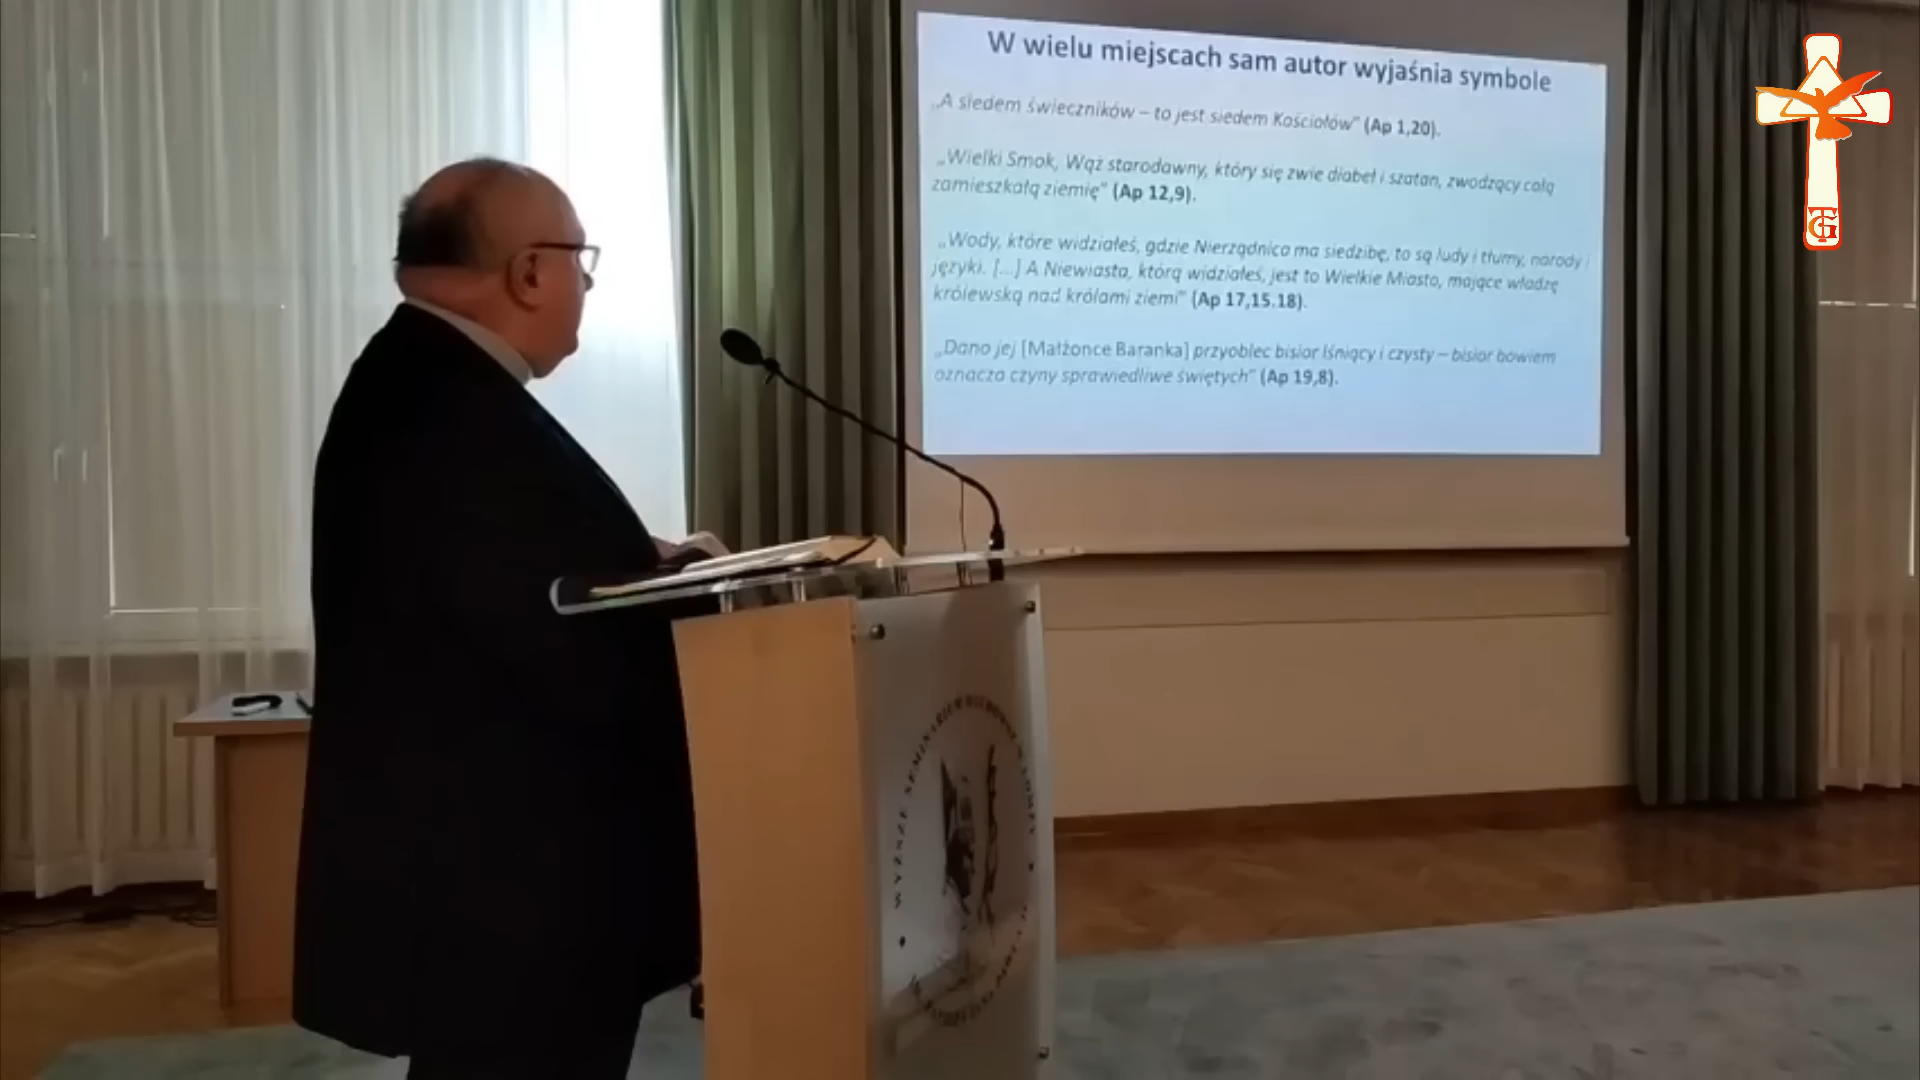 W wielu miejscach sam autor wyjaśnia symbole
„A siedem świeczników – to jest siedem Kościołów” (Ap 1,20).
„Wielki Smok, Wąż starodawny, który się zwie diabeł i szatan, zwodzący całą
zamieszkałą ziemię” (Ap 12,9).
„Wody, które widziałeś, gdzie Nierządnica ma siedzibę, to są ludy i tłumy, narody i
języki. [...] A Niewiasta, którą widziałeś, jest to Wielkie Miasto, mające władzę
królewską nad królami ziemi” (Ap 17,15.18).
„Dano jej [Małżonce Baranka] przyoblec bisior lśniący i czysty – bisior bowiem
oznacza czyny sprawiedliwe świętych” (Ap 19,8).
WYŻSZE SEMINARIUM DUCHOWNE W ŁOMŻY